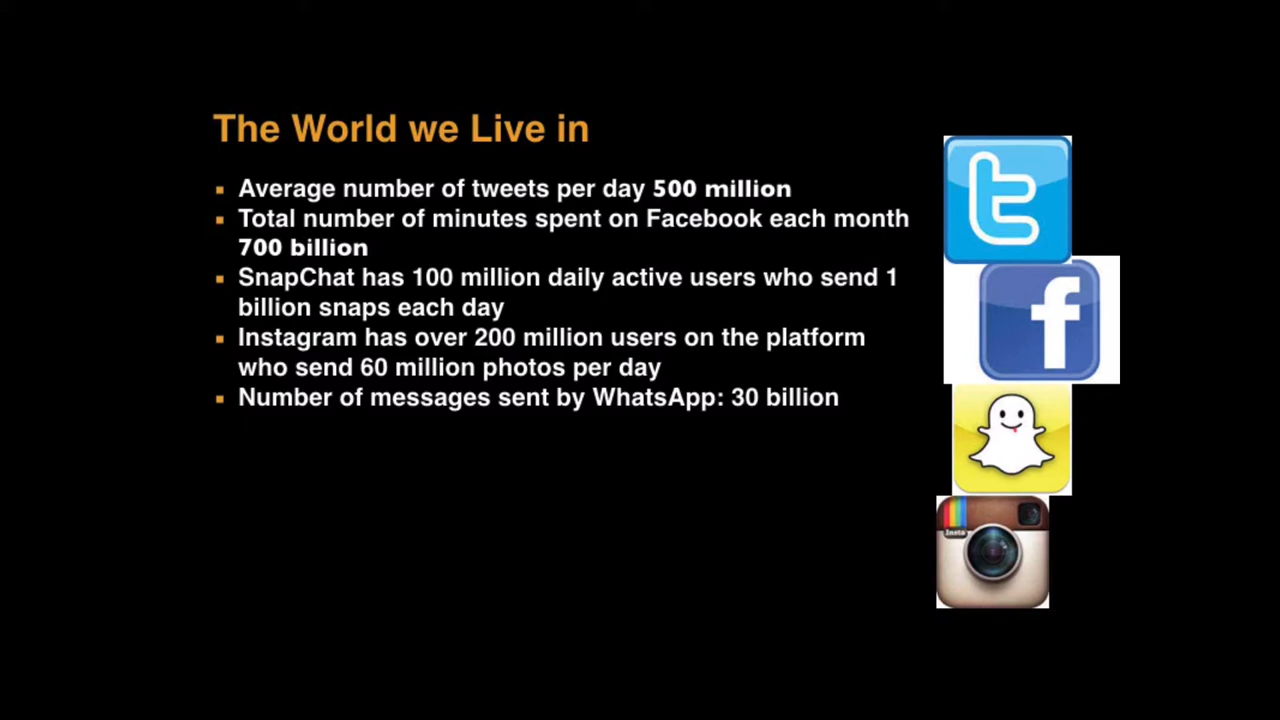 The World we Live in
Average number of tweets per day 500 million
Total number of minutes spent on Facebook each month
700 billion
SnapChat has 100 million daily active users who send 1
billion snaps each day
Instagram has over 200 million users on the platform
who send 60 million photos per day
Number of messages sent by WhatsApp: 30 billion
t
f
Insta